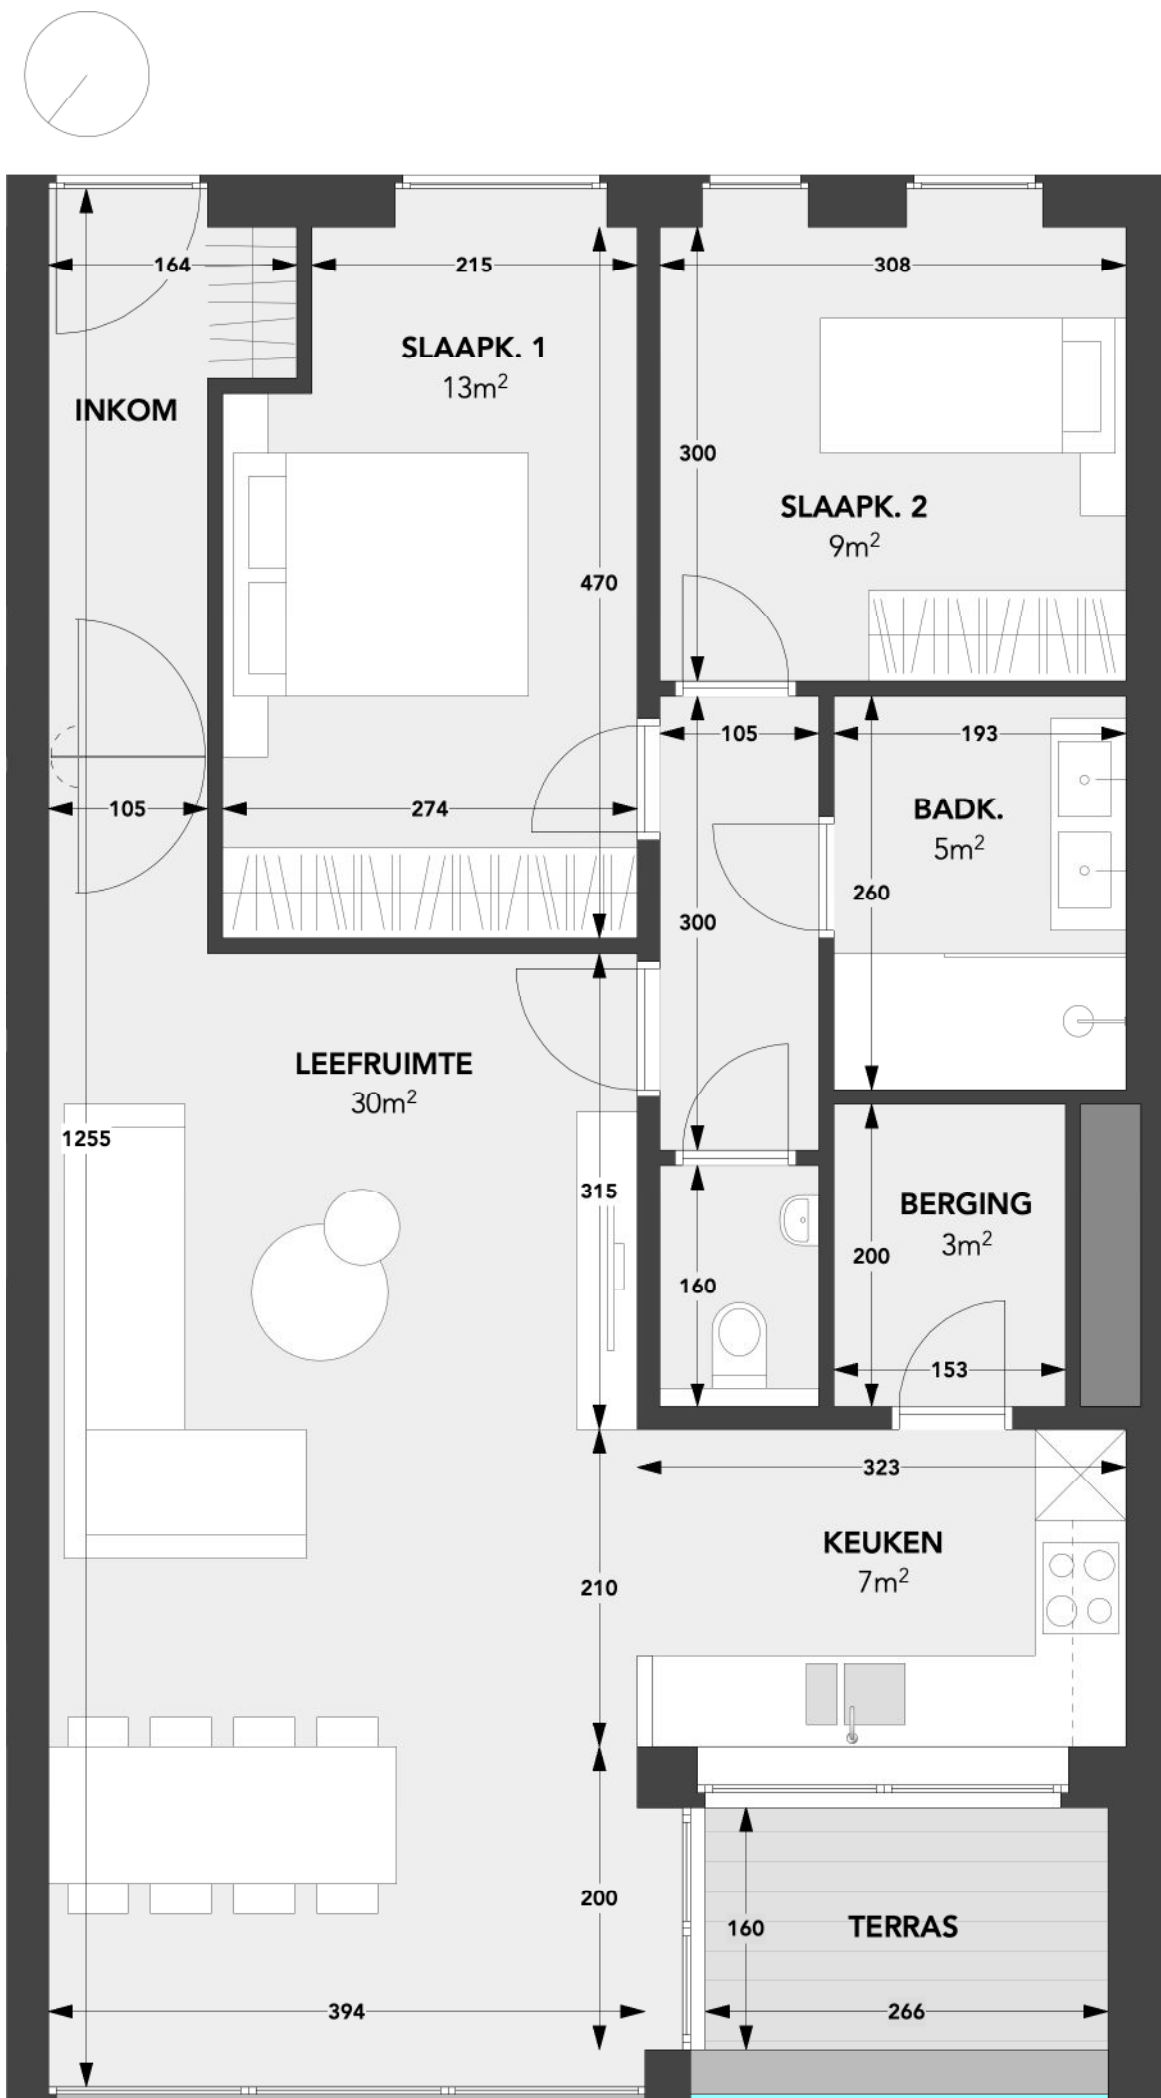 164
215
308
SLAAPK. 1
13m²
INKOM
300
SLAAPK. 2
9m²
470
105
193
105
274
BADK.
5m²
260
300
LEEFRUIMTE
30m²
1255
315
BERGING
3m²
200
160
153
323
KEUKEN
7m²
210
200
160
TERRAS
394
266